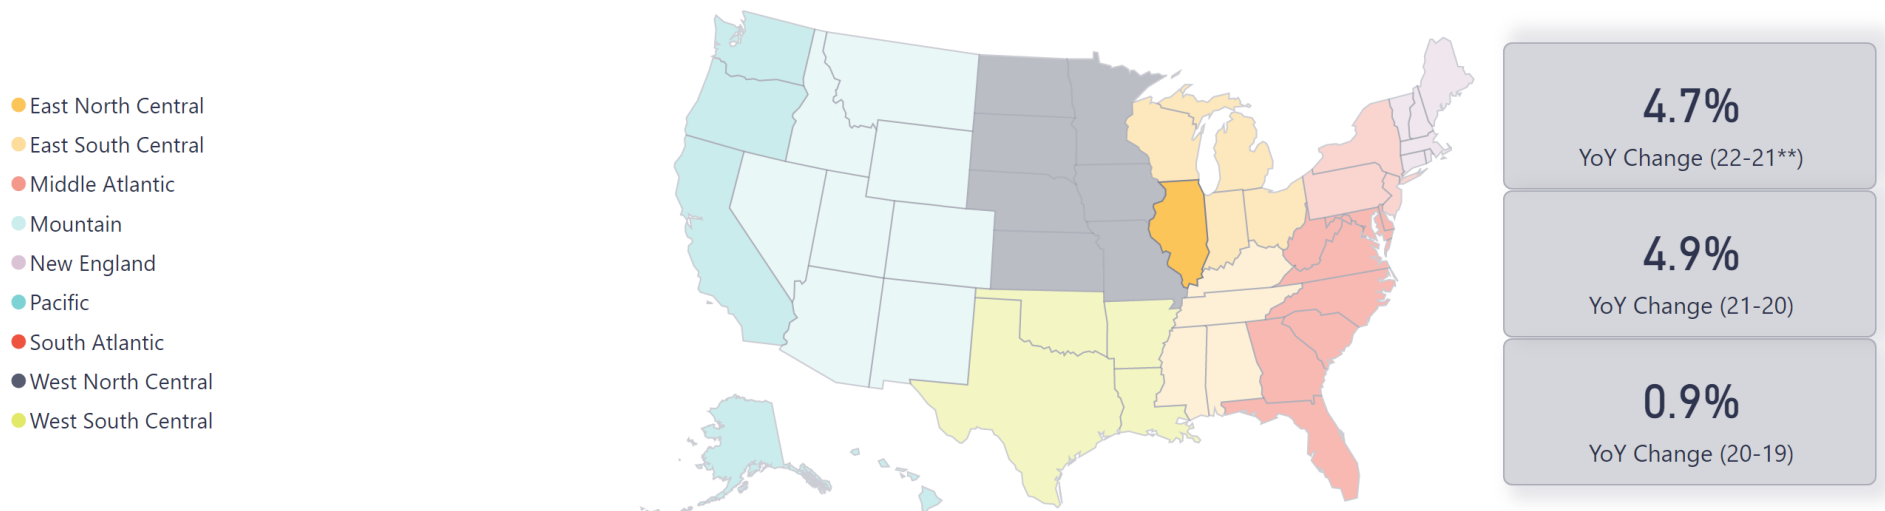 East North Central
East South Central
Middle Atlantic
Mountain
New England
Pacific
South Atlantic
West North Central
West South Central
4.7%
YoY Change (22-21**)
4.9%
YoY Change (21-20)
0.9%
YoY Change (20-19)